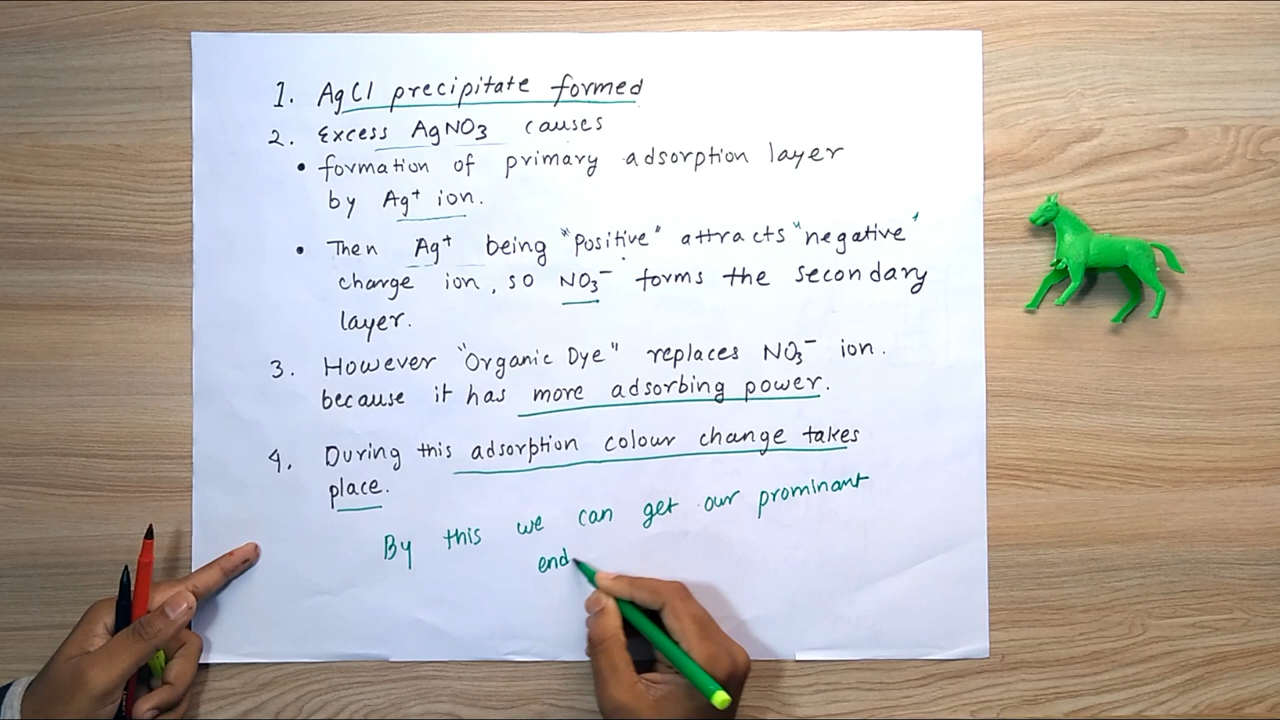 1. AgCl precipitate formed
2. Excess AgNO3 causes
• formation of primary adsorption layer
by Ag+ ion.
• Then Ag+ being "Positive" attracts "negative"
charge ion, so NO3− forms the secondary
layer.
3. However "Organic Dye" replaces NO3− ion.
because it has more adsorbing power.
4. During this adsorption colour change takes
place.
By this we can get our prominant
end